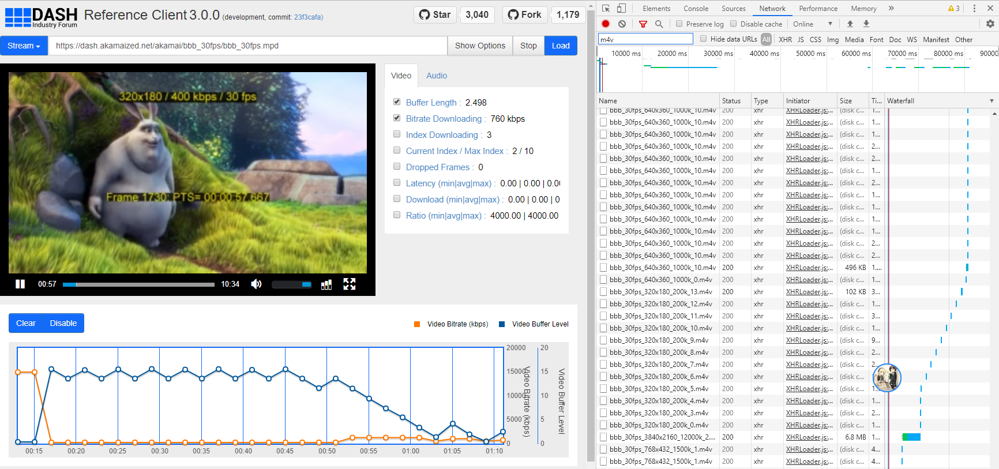 DASH
Industry Forum
Reference Client 3.0.0 (development, commit: 23f3cafa)
Star 3,040 Fork 1,179
Stream https://dash.akamaized.net/akamai/bbb_30fps/bbb_30fps.mpd Show Options Stop Load
320x180 / 400 kbps / 30 fps
Frame 1730: PTS= 00:00:57.667
00:57 10:34
Video Audio
Buffer Length : 2.498
Bitrate Downloading : 760 kbps
Index Downloading : 3
Current Index / Max Index : 2 / 10
Dropped Frames : 0
Latency (min|avg|max) : 0.00 | 0.00 | 0.00
Download (min|avg|max) : 0.00 | 0.00 | 0
Ratio (min|avg|max) : 4000.00 | 4000.00
Clear Disable
Video Bitrate (kbps) Video Buffer Level
20000 20
15000 15
10000 10
5000 5
0 0
Video Bitrate (kbps)
Video Buffer Level
00:15 00:20 00:25 00:30 00:35 00:40 00:45 00:50 00:55 01:00 01:05 01:10
Elements Console Sources Network Performance Memory » 3
Preserve log Disable cache Online
m4v Hide data URLs All XHR JS CSS Img Media Font Doc WS Manifest Other
10000 ms 20000 ms 30000 ms 40000 ms 50000 ms 60000 ms 70000 ms 80000 ms 90000
Name Status Type Initiator Size Ti... Waterfall
bbb_30fps_640x360_1000k_10.m4v 200 xhr XHRLoader.js:... (disk c... 1...
bbb_30fps_640x360_1000k_10.m4v 200 xhr XHRLoader.js:... (disk c... 1...
bbb_30fps_640x360_1000k_10.m4v 200 xhr XHRLoader.js:... (disk c... 1...
bbb_30fps_640x360_1000k_10.m4v 200 xhr XHRLoader.js:... (disk c... 2...
bbb_30fps_640x360_1000k_10.m4v 200 xhr XHRLoader.js:... (disk c... 2...
bbb_30fps_640x360_1000k_10.m4v 200 xhr XHRLoader.js:... (disk c... 1...
bbb_30fps_640x360_1000k_10.m4v 200 xhr XHRLoader.js:... (disk c... 2...
bbb_30fps_640x360_1000k_10.m4v 200 xhr XHRLoader.js:... (disk c... 1...
bbb_30fps_640x360_1000k_10.m4v 200 xhr XHRLoader.js:... (disk c... 1...
bbb_30fps_640x360_1000k_10.m4v 200 xhr XHRLoader.js:... (disk c... 1...
bbb_30fps_640x360_1000k_10.m4v 200 xhr XHRLoader.js:... (disk c... 1...
bbb_30fps_640x360_1000k_10.m4v 200 xhr XHRLoader.js:... (disk c... 2...
bbb_30fps_640x360_1000k_10.m4v 200 xhr XHRLoader.js:... (disk c... 2...
bbb_30fps_640x360_1000k_10.m4v 200 xhr XHRLoader.js:... 496 KB 1....
bbb_30fps_640x360_1000k_0.m4v 200 xhr XHRLoader.js:... (disk c... 1...
bbb_30fps_320x180_200k_13.m4v 200 xhr XHRLoader.js:... 102 KB 3...
bbb_30fps_320x180_200k_12.m4v 200 xhr XHRLoader.js:... (disk c... 1...
bbb_30fps_320x180_200k_11.m4v 200 xhr XHRLoader.js:... (disk c... 3...
bbb_30fps_320x180_200k_10.m4v 200 xhr XHRLoader.js:... (disk c... 1...
bbb_30fps_320x180_200k_9.m4v 200 xhr XHRLoader.js:... (disk c... 9...
bbb_30fps_320x180_200k_8.m4v 200 xhr XHRLoader.js:... (disk c... 2...
bbb_30fps_320x180_200k_7.m4v 200 xhr XHRLoader.js:... (disk c... 2...
bbb_30fps_320x180_200k_6.m4v 200 xhr XHRLoader.js:... (disk c...
bbb_30fps_320x180_200k_5.m4v 200 xhr XHRLoader.js:... (disk c... 1...
bbb_30fps_320x180_200k_4.m4v 200 xhr XHRLoader.js:... (disk c... 1...
bbb_30fps_320x180_200k_3.m4v 200 xhr XHRLoader.js:... (disk c... 2...
bbb_30fps_320x180_200k_0.m4v 200 xhr XHRLoader.js:... (disk c... 1...
bbb_30fps_3840x2160_12000k_2.... 200 xhr XHRLoader.js:... 6.8 MB 1...
bbb_30fps_768x432_1500k_1.m4v 200 xhr XHRLoader.js:... (disk c... 4...
bbb_30fps_768x432_1500k_1.m4v 200 xhr XHRLoader.js:... (disk c... 4...